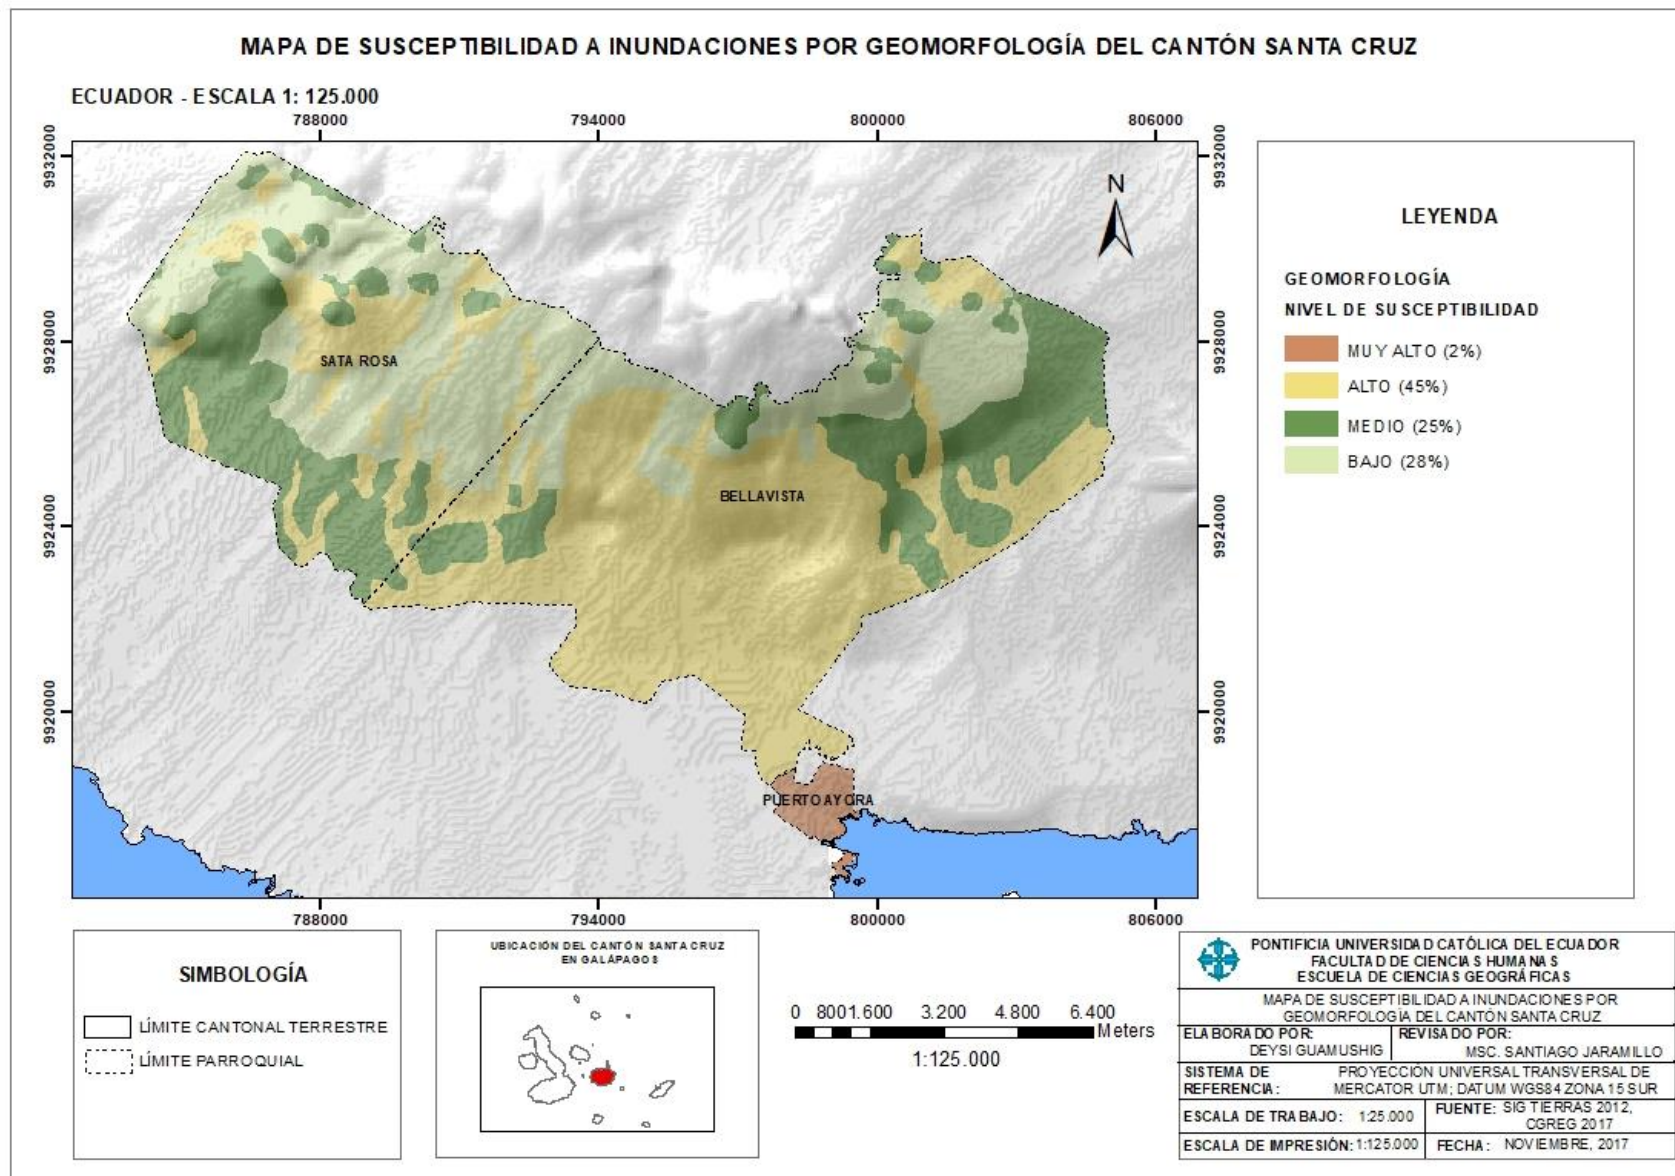 MAPA DE SUSCEPTIBILIDAD A INUNDACIONES POR GEOMORFOLOGÍA DEL CANTÓN SANTA CRUZ
ECUADOR - ESCALA 1: 125.000
788000
794000
800000
806000
9932000
9932000
9928000
9928000
9924000
9924000
9920000
9920000
N
SATA ROSA
BELLAVISTA
PUERTO AYORA
788000
794000
800000
806000
LEYENDA
GEOMORFOLOGÍA
NIVEL DE SUSCEPTIBILIDAD
MUY ALTO (2%)
ALTO (45%)
MEDIO (25%)
BAJO (28%)
SIMBOLOGÍA
LÍMITE CANTONAL TERRESTRE
LÍMITE PARROQUIAL
UBICACIÓN DEL CANTÓN SANTA CRUZ
EN GALÁPAGOS
0 800 1.600 3.200 4.800 6.400
Meters
1:125.000
PONTIFICIA UNIVERSIDAD CATÓLICA DEL ECUADOR
FACULTAD DE CIENCIAS HUMANAS
ESCUELA DE CIENCIAS GEOGRÁFICAS
MAPA DE SUSCEPTIBILIDAD A INUNDACIONES POR
GEOMORFOLOGÍA DEL CANTÓN SANTA CRUZ
ELABORADO POR:
DEYSI GUAMUSHIG
REVISADO POR:
MSC. SANTIAGO JARAMILLO
SISTEMA DE
REFERENCIA:
PROYECCIÓN UNIVERSAL TRANSVERSAL DE
MERCATOR UTM; DATUM WGS84 ZONA 15 SUR
ESCALA DE TRABAJO: 1:25.000
FUENTE: SIG TIERRAS 2012,
CGREG 2017
ESCALA DE IMPRESIÓN: 1:125.000
FECHA: NOVIEMBRE, 2017